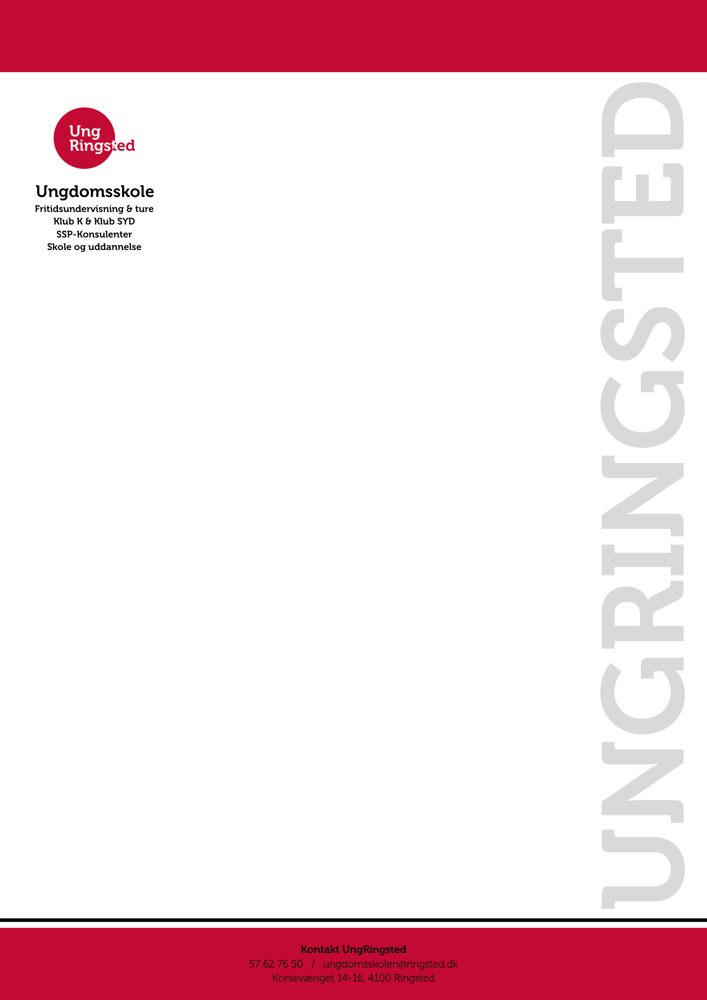 Ung
Ringsted
Ungdomsskole
Fritidsundervisning & ture
Klub K & Klub SYD
SSP-Konsulenter
Skole og uddannelse
UNGRINGSTED
Kontakt UngRingsted
57 62 76 50 / ungdomsskolen@ringsted.dk
Korsevænget 14-16, 4100 Ringsted